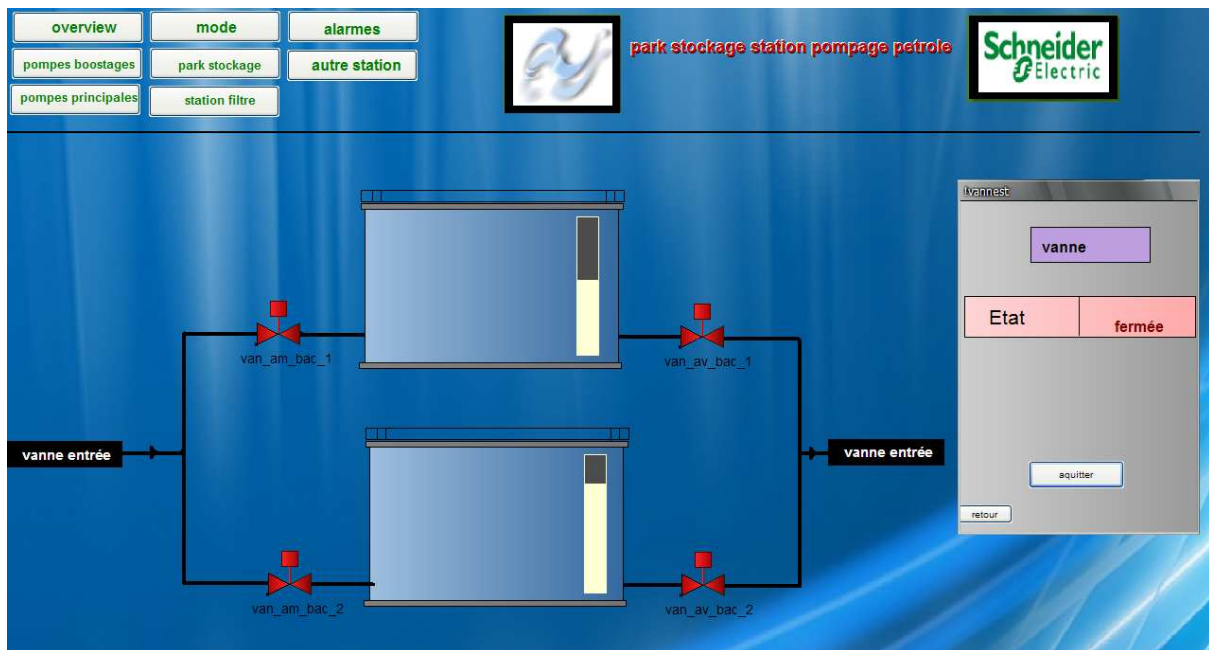 overview
mode
alarmes
pompes boostages
park stockage
autre station
pompes principales
station filtre
park stockage station pompage petrole
Schneider
Electric
!vannest
vanne
Etat
fermée
van_am_bac_1
van_av_bac_1
vanne entrée
vanne entrée
aquitter
retour
van_am_bac_2
van_av_bac_2